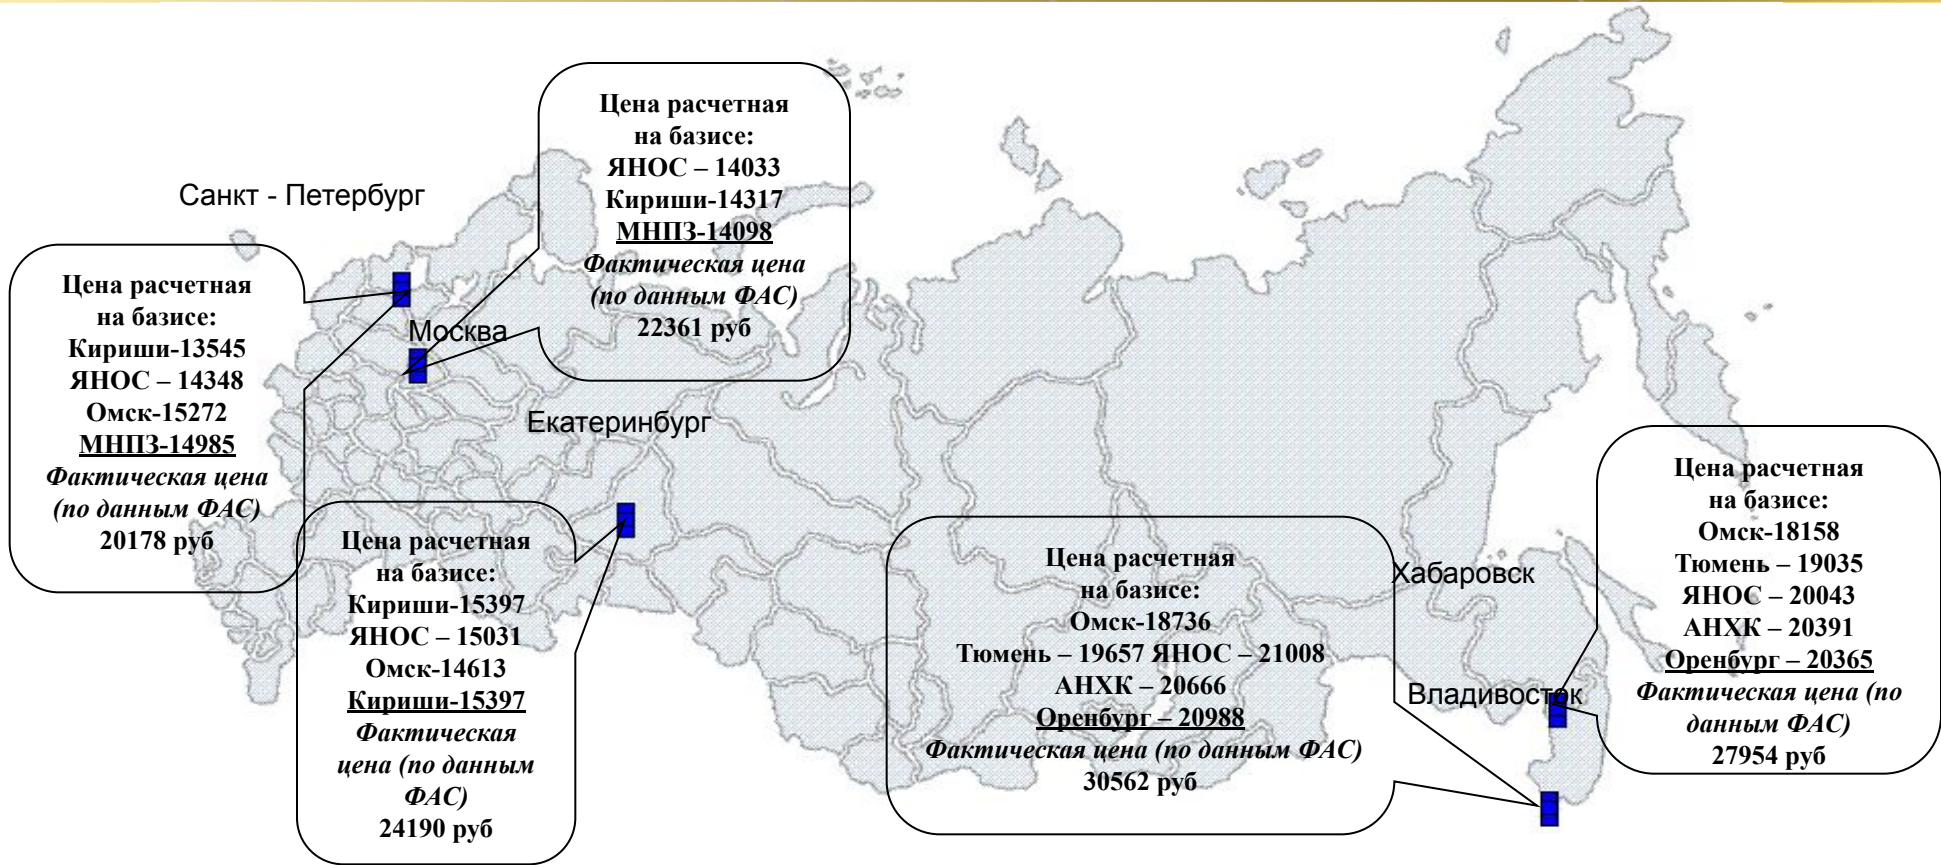 Цена расчетная
на базисе:
ЯНОС – 14033
Кириши-14317
МНПЗ-14098
Фактическая цена
(по данным ФАС)
22361 руб
Санкт - Петербург
Цена расчетная
на базисе:
Кириши-13545
ЯНОС – 14348
Омск-15272
МНПЗ-14985
Фактическая цена
(по данным ФАС)
20178 руб
Москва
Екатеринбург
Цена расчетная
на базисе:
Кириши-15397
ЯНОС – 15031
Омск-14613
Кириши-15397
Фактическая
цена (по данным
ФАС)
24190 руб
Цена расчетная
на базисе:
Омск-18736
Тюмень – 19657 ЯНОС – 21008
АНХК – 20666
Оренбург – 20988
Фактическая цена (по данным ФАС)
30562 руб
Хабаровск
Владивосток
Цена расчетная
на базисе:
Омск-18158
Тюмень – 19035
ЯНОС – 20043
АНХК – 20391
Оренбург – 20365
Фактическая цена (по
данным ФАС)
27954 руб